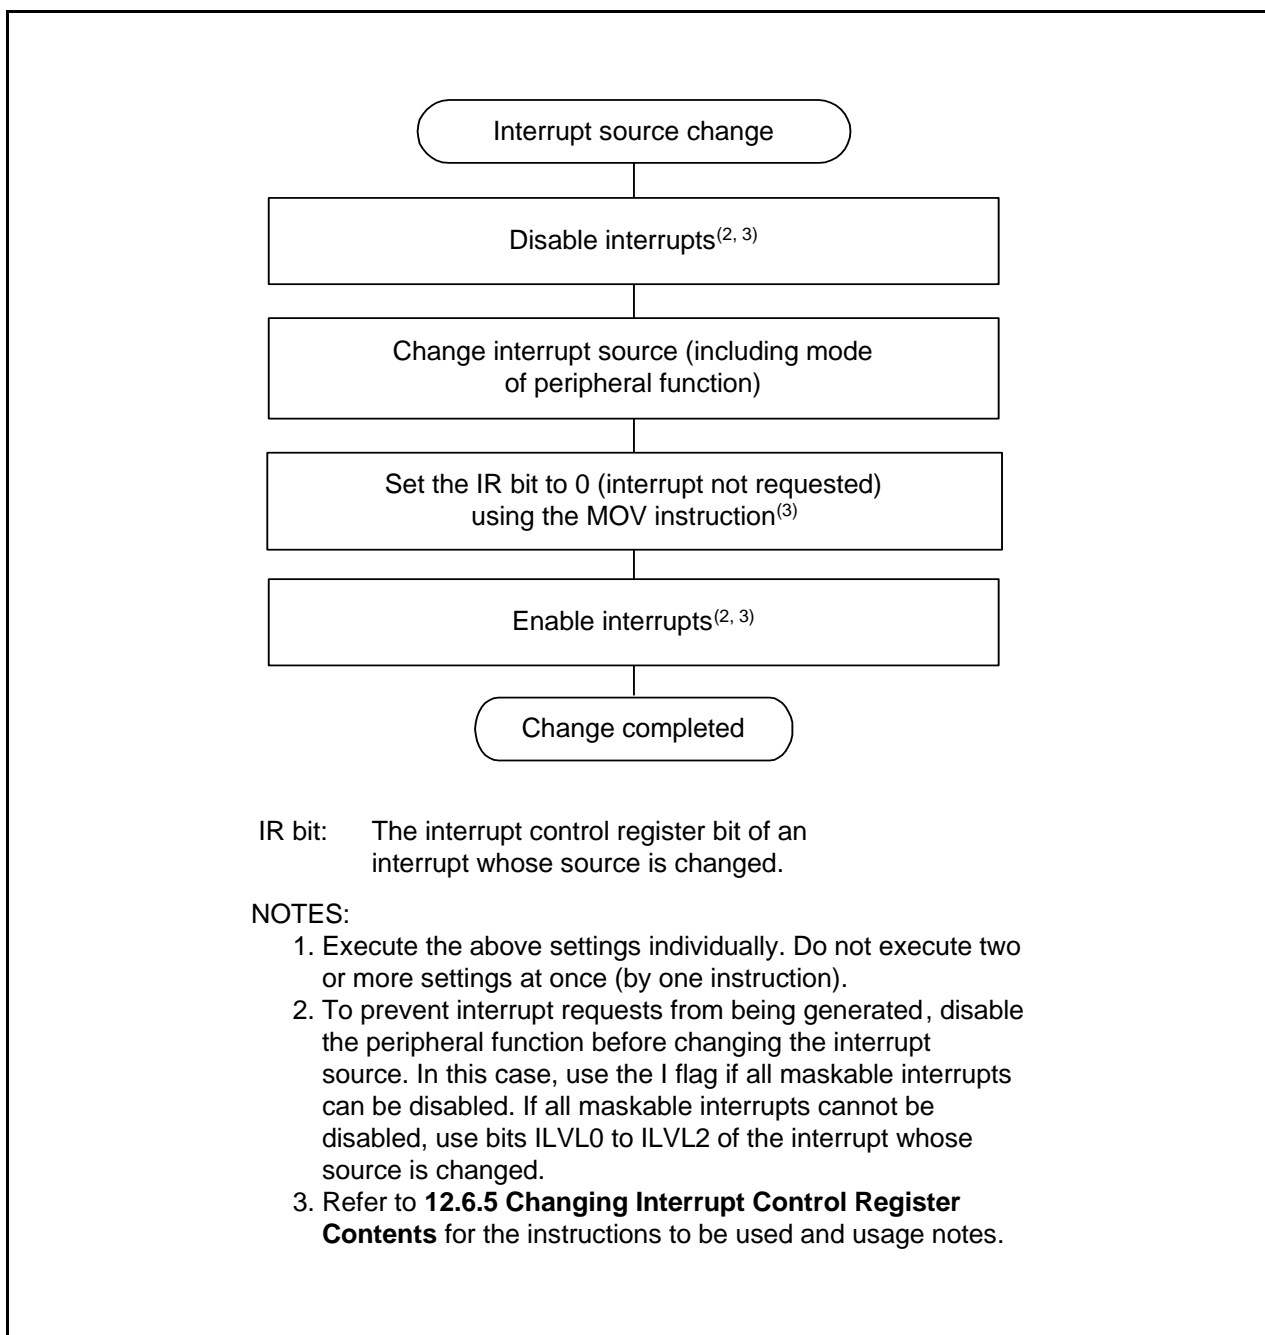 Interrupt source change
Disable interrupts(2, 3)
Change interrupt source (including mode
of peripheral function)
Set the IR bit to 0 (interrupt not requested)
using the MOV instruction(3)
Enable interrupts(2, 3)
Change completed
IR bit: The interrupt control register bit of an
interrupt whose source is changed.
NOTES:
1. Execute the above settings individually. Do not execute two
or more settings at once (by one instruction).
2. To prevent interrupt requests from being generated, disable
the peripheral function before changing the interrupt
source. In this case, use the I flag if all maskable interrupts
can be disabled. If all maskable interrupts cannot be
disabled, use bits ILVL0 to ILVL2 of the interrupt whose
source is changed.
3. Refer to 12.6.5 Changing Interrupt Control Register
Contents for the instructions to be used and usage notes.